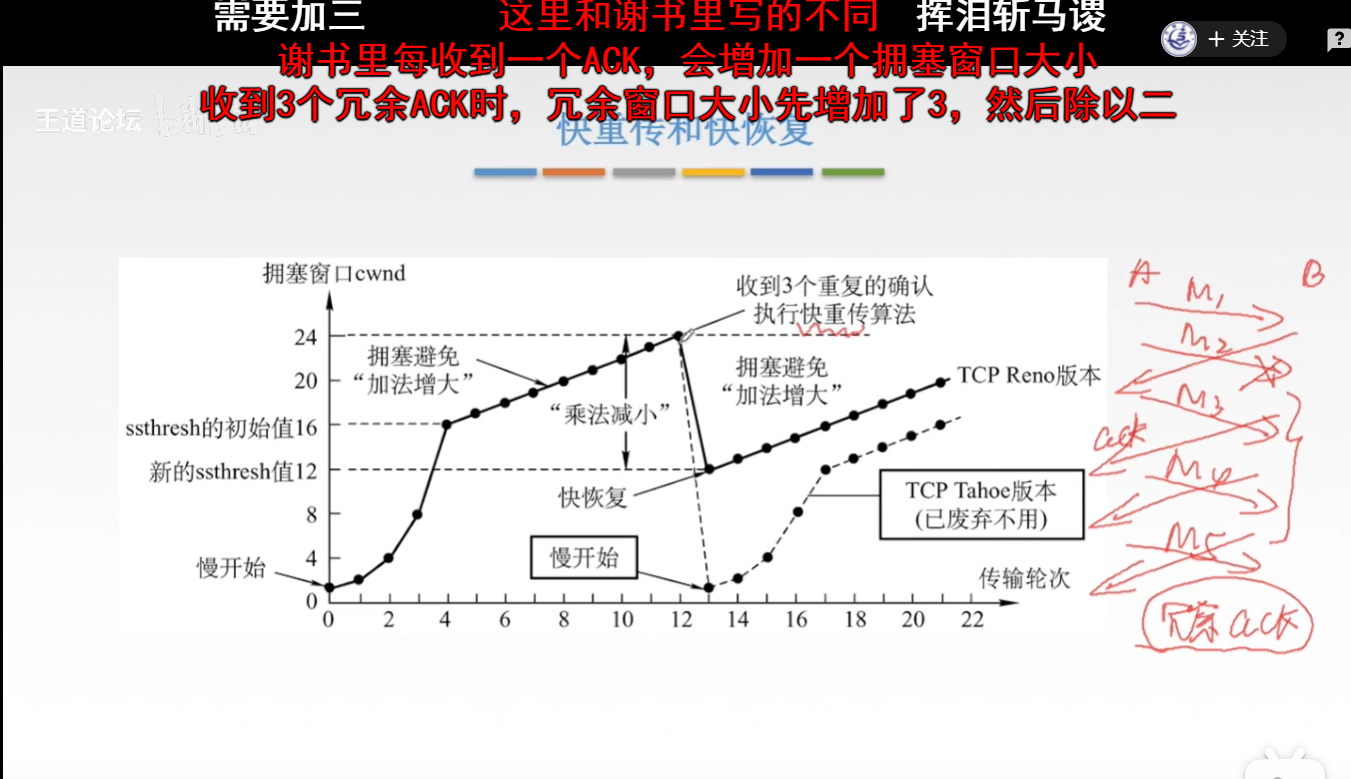 需要加三
这里和谢书里写的不同
挥泪斩马谡
+ 关注
?
谢书里每收到一个ACK，会增加一个拥塞窗口大小
收到3个冗余ACK时，冗余窗口大小先增加了3，然后除以二
王道论坛
快重传和快恢复
拥塞窗口cwnd
收到3个重复的确认
执行快重传算法
24
20
ssthresh的初始值16
新的ssthresh值12
8
4
0
拥塞避免
“加法增大”
“乘法减小”
拥塞避免
“加法增大”
TCP Reno版本
快恢复
TCP Tahoe版本
(已废弃不用)
慢开始
慢开始
传输轮次
0 2 4 6 8 10 12 14 16 18 20 22
A
B
M1
M2
M3
ack
M4
M5
冗余ack